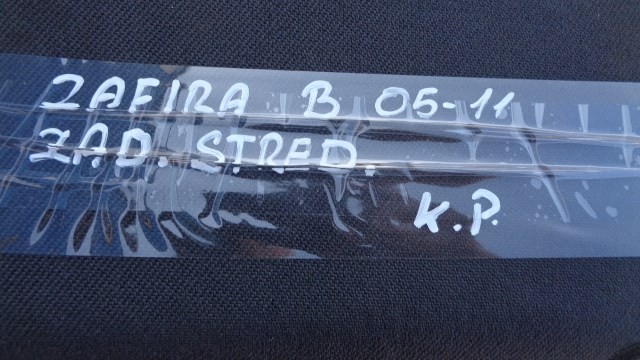 ZAFIRA B 05-11
ZAD. STRED.
K.P.